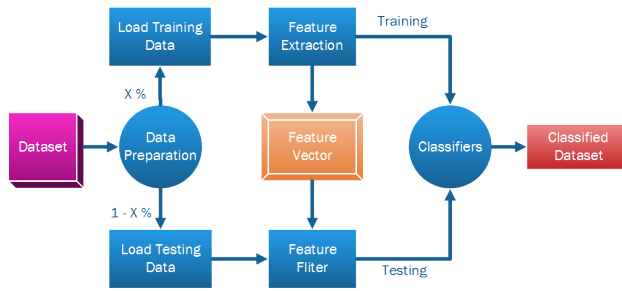 Load Training
Data
Feature
Extraction
Training
X %
Dataset
Data
Preparation
Feature
Vector
Classifiers
Classified
Dataset
1 - X %
Load Testing
Data
Feature
Fliter
Testing